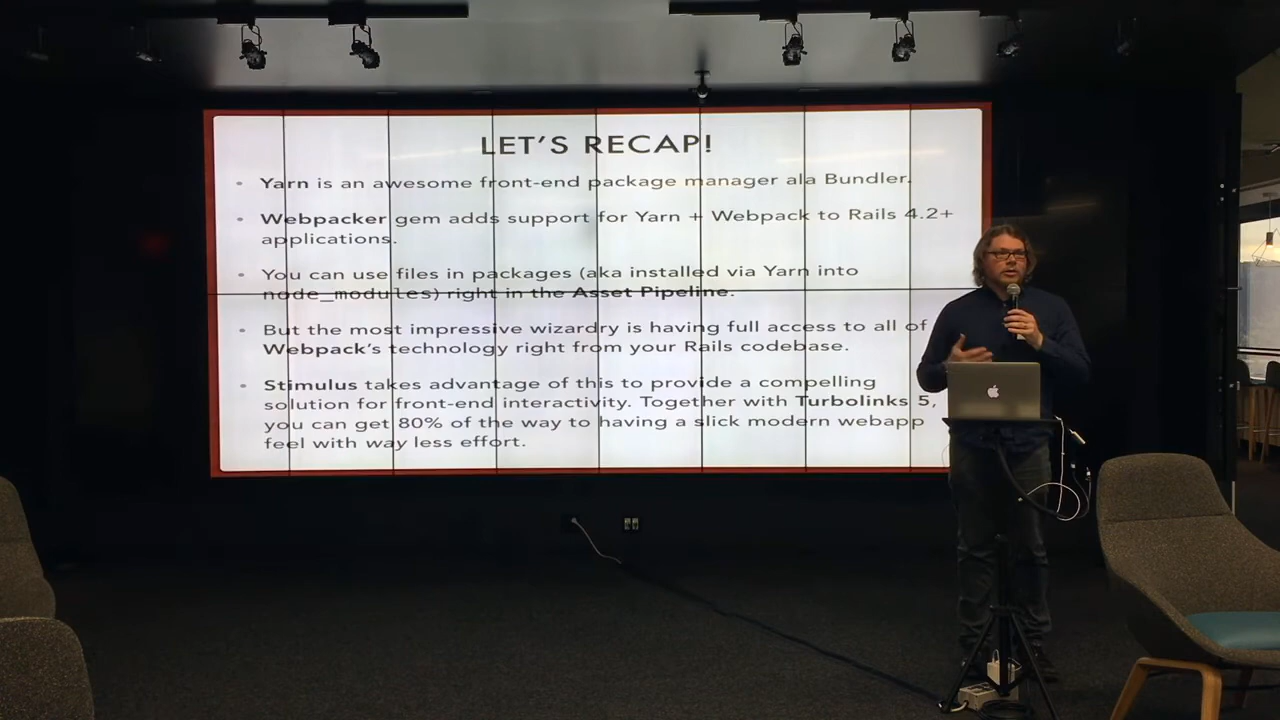 LET'S RECAP!
• Yarn is an awesome front-end package manager ala Bundler.
• Webpacker gem adds support for Yarn + Webpack to Rails 4.2+
applications.
• You can use files in packages (aka installed via Yarn into
node_modules) right in the Asset Pipeline.
• But the most impressive wizardry is having full access to all of
Webpack's technology right from your Rails codebase.
• Stimulus takes advantage of this to provide a compelling
solution for front-end interactivity. Together with Turbolinks 5,
you can get 80% of the way to having a slick modern webapp
feel with way less effort.